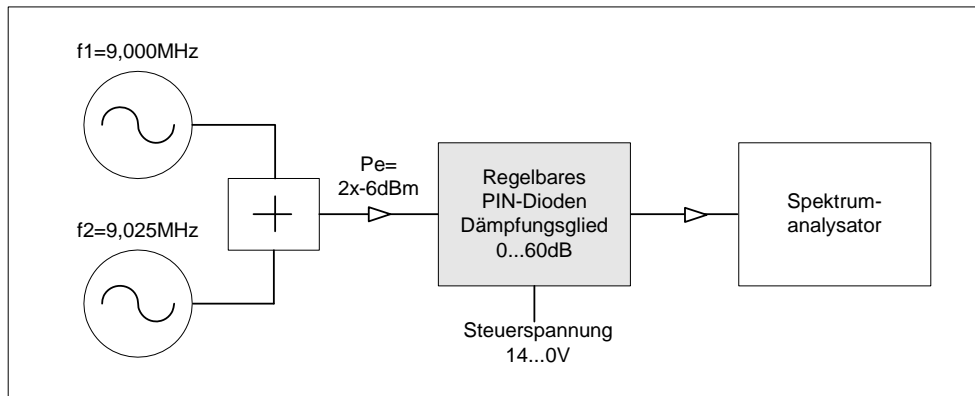 f1=9,000MHz
f2=9,025MHz
Pe=
2x-6dBm
Regelbares
PIN-Dioden
Dämpfungsglied
0...60dB
Steuerspannung
14...0V
Spektrum-
analysator